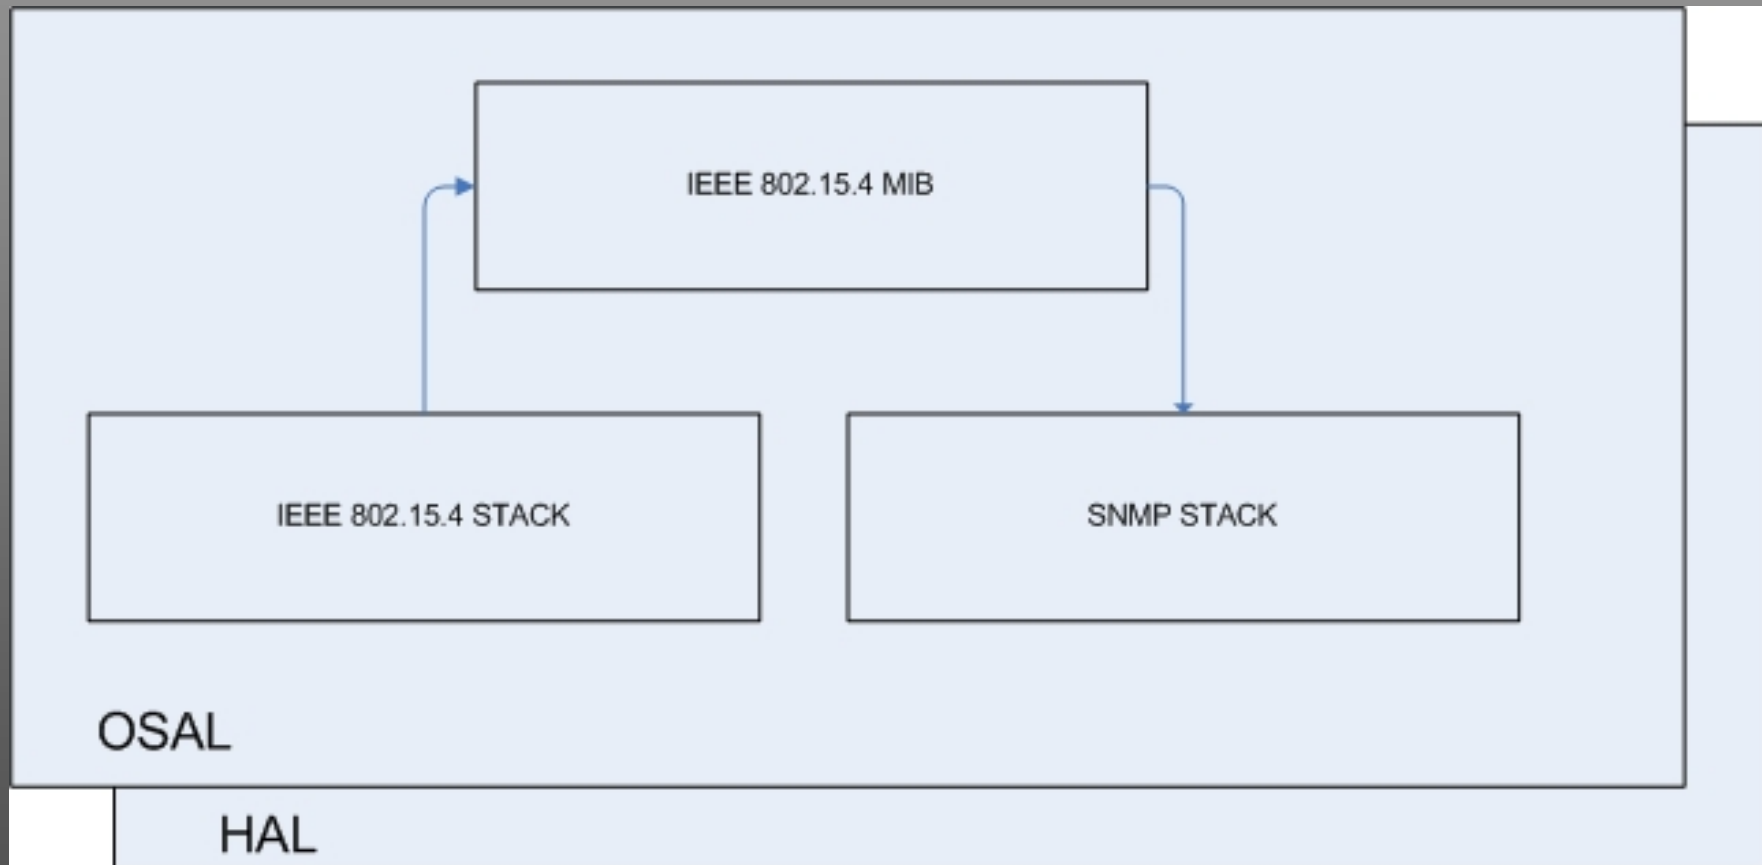 IEEE 802.15.4 MIB
IEEE 802.15.4 STACK
SNMP STACK
OSAL
HAL